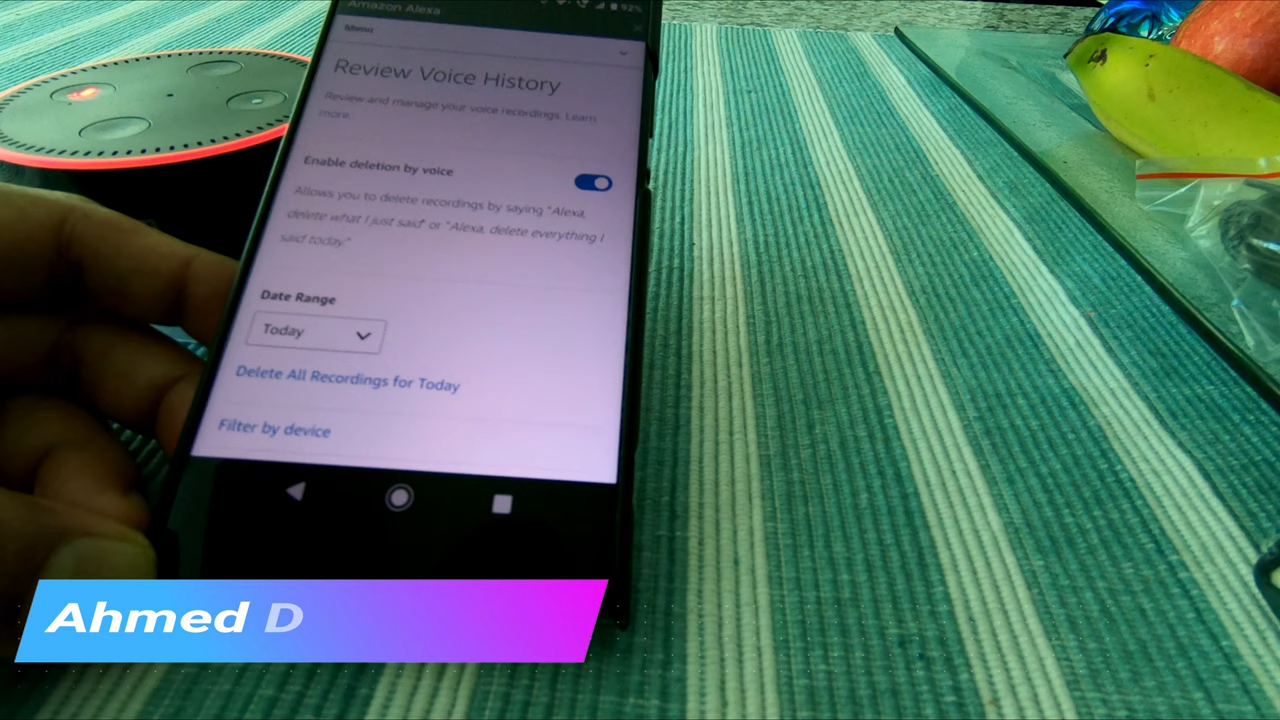 Amazon Alexa
92%
Menu
Review Voice History
Review and manage your voice recordings. Learn
more.
Enable deletion by voice
Allows you to delete recordings by saying "Alexa,
delete what I just said" or "Alexa, delete everything I
said today."
Date Range
Today
Delete All Recordings for Today
Filter by device
Ahmed D